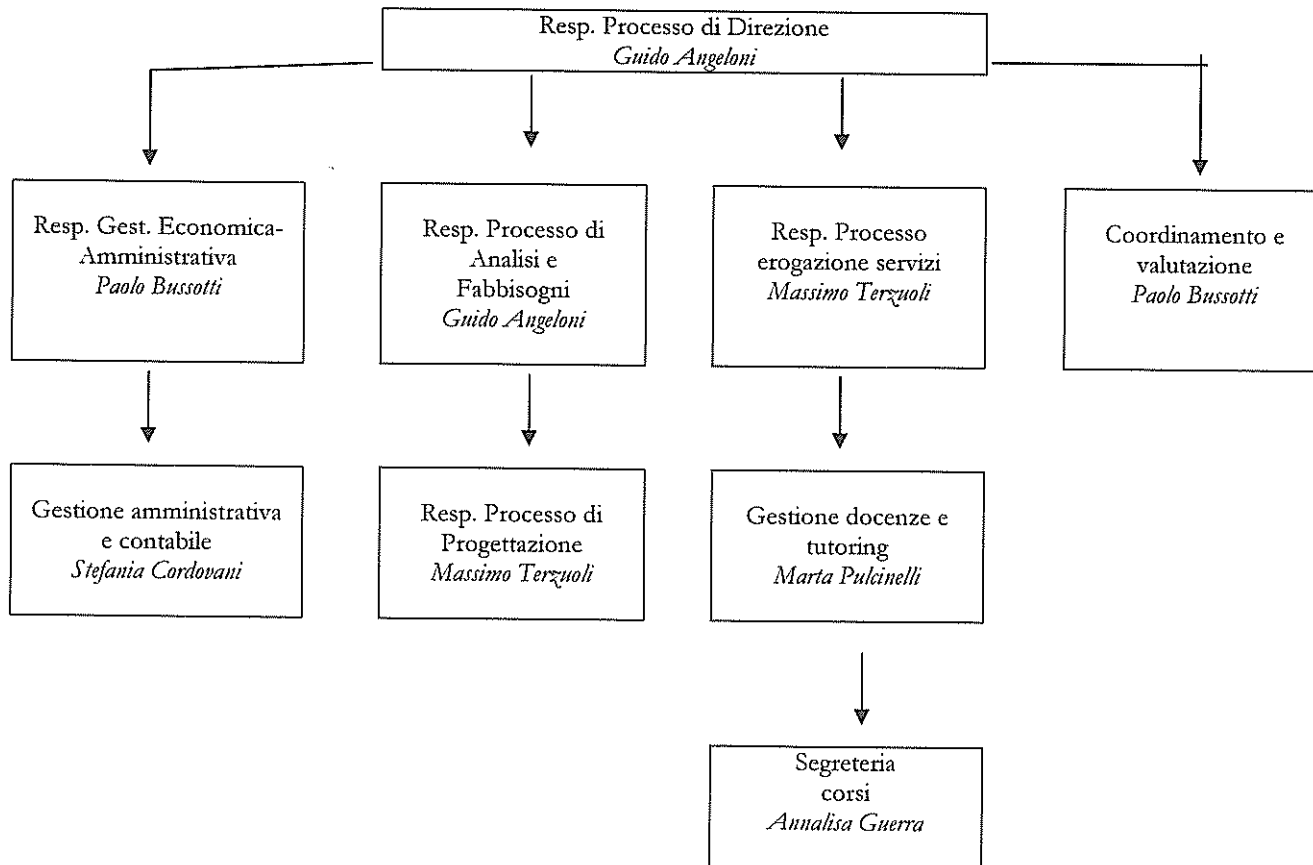 Resp. Processo di Direzione
Guido Angeloni
Resp. Gest. Economica-
Amministrativa
Paolo Bussotti
Resp. Processo di
Analisi e
Fabbisogni
Guido Angeloni
Resp. Processo
erogazione servizi
Massimo Terzuoli
Coordinamento e
valutazione
Paolo Bussotti
Gestione amministrativa
e contabile
Stefania Cordovani
Resp. Processo di
Progettazione
Massimo Terzuoli
Gestione docenze e
tutoring
Marta Pulcinelli
Segreteria
corsi
Annalisa Guerra